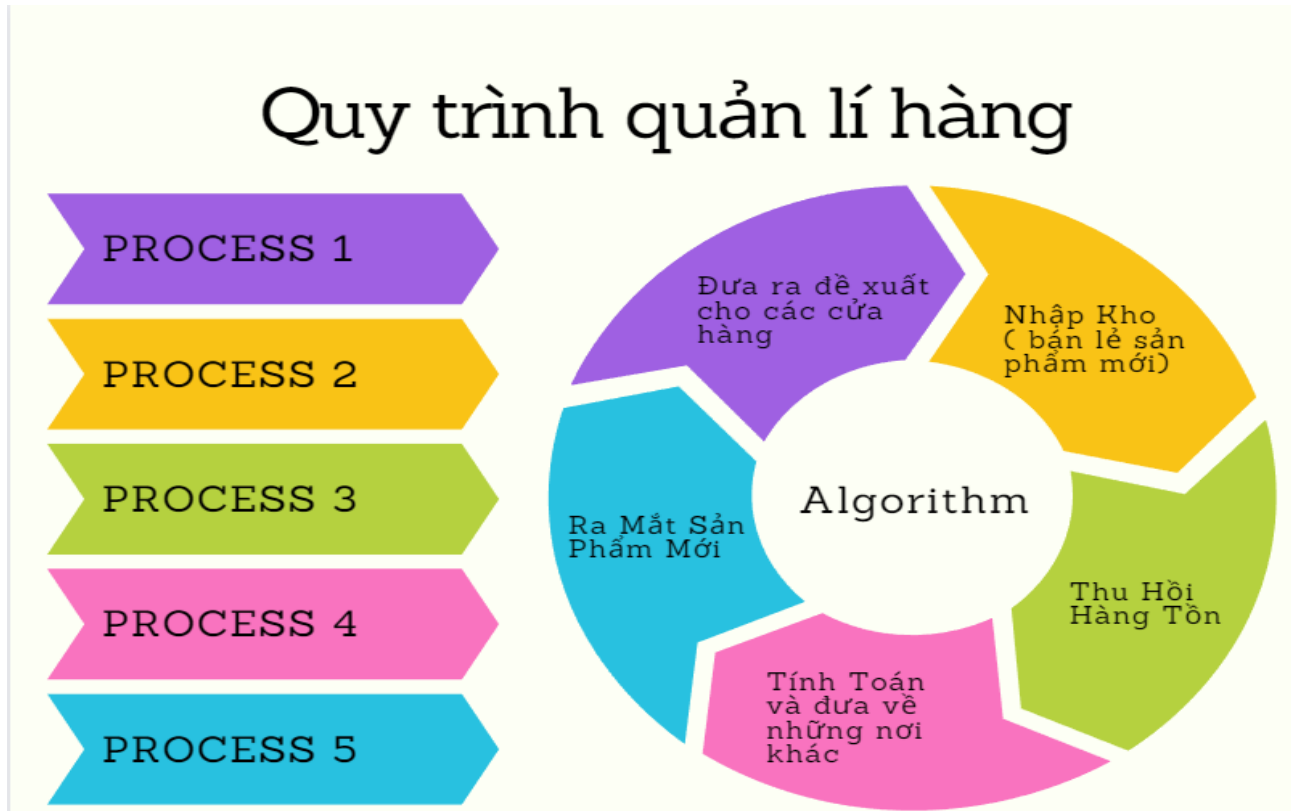 Quy trình quản lí hàng
PROCESS 1
PROCESS 2
PROCESS 3
PROCESS 4
PROCESS 5
Đưa ra đề xuất
cho các cửa
hàng
Nhập Kho
( bán lẻ sản
phẩm mới)
Thu Hồi
Hàng Tồn
Tính Toán
và đưa về
những nơi
khác
Ra Mắt Sản
Phẩm Mới
Algorithm